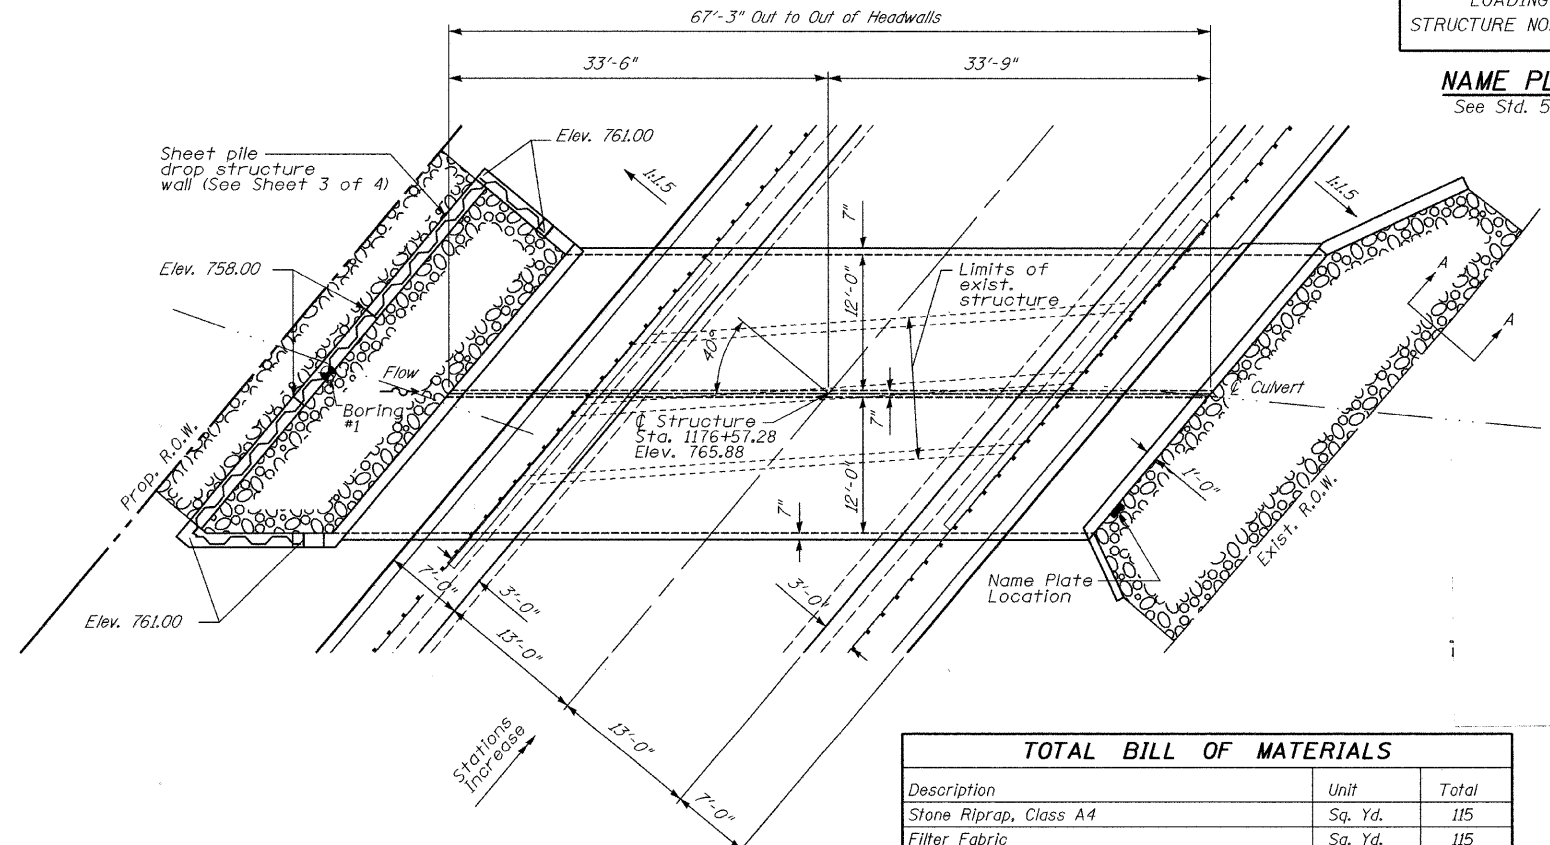 67'-3" Out to Out of Headwalls
33'-6"
33'-9"
LOADING
STRUCTURE NO.
NAME PL
See Std. 5
Sheet pile
drop structure
wall (See Sheet 3 of 4)
Elev. 761.00
1:1.5
1:1.5
7"
12'-0"
Limits of
exist.
structure
Elev. 758.00
A
A
40°
Flow
Boring
#1
℄ Structure
Sta. 1176+57.28
Elev. 765.88
7"
℄ Culvert
12'-0"
1'-0"
7"
Prop. R.O.W.
Exist. R.O.W.
Name Plate
Location
Elev. 761.00
7'-0"
3'-0"
3'-0"
13'-0"
13'-0"
7'-0"
Stations
Increase
TOTAL BILL OF MATERIALS
Description Unit Total
Stone Riprap, Class A4 Sq. Yd. 115
Filter Fabric Sq. Yd. 115